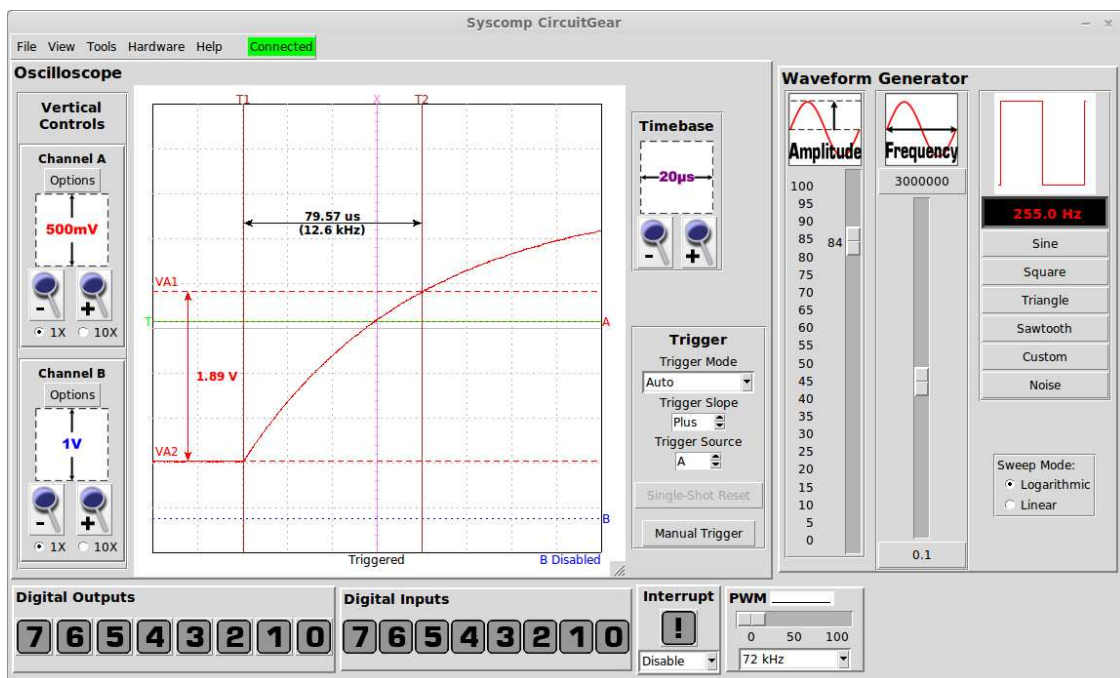 Syscomp CircuitGear
File View Tools Hardware Help Connected
Oscilloscope
Vertical
Controls
Channel A
Options
500mV
- +
1X 10X
Channel B
Options
1V
- +
1X 10X
T1 X T2
79.57 us
(12.6 kHz)
VA1
T
A
1.89 V
VA2
B
Triggered
B Disabled
Timebase
20µs
- +
Trigger
Trigger Mode
Auto
Trigger Slope
Plus
Trigger Source
A
Single-Shot Reset
Manual Trigger
Waveform Generator
Amplitude
100
95
90
85
84
80
75
70
65
60
55
50
45
40
35
30
25
20
15
10
5
0
Frequency
3000000
0.1
255.0 Hz
Sine
Square
Triangle
Sawtooth
Custom
Noise
Sweep Mode:
Logarithmic
Linear
Digital Outputs
7 6 5 4 3 2 1 0
Digital Inputs
7 6 5 4 3 2 1 0
Interrupt
!
Disable
PWM
0 50 100
72 kHz